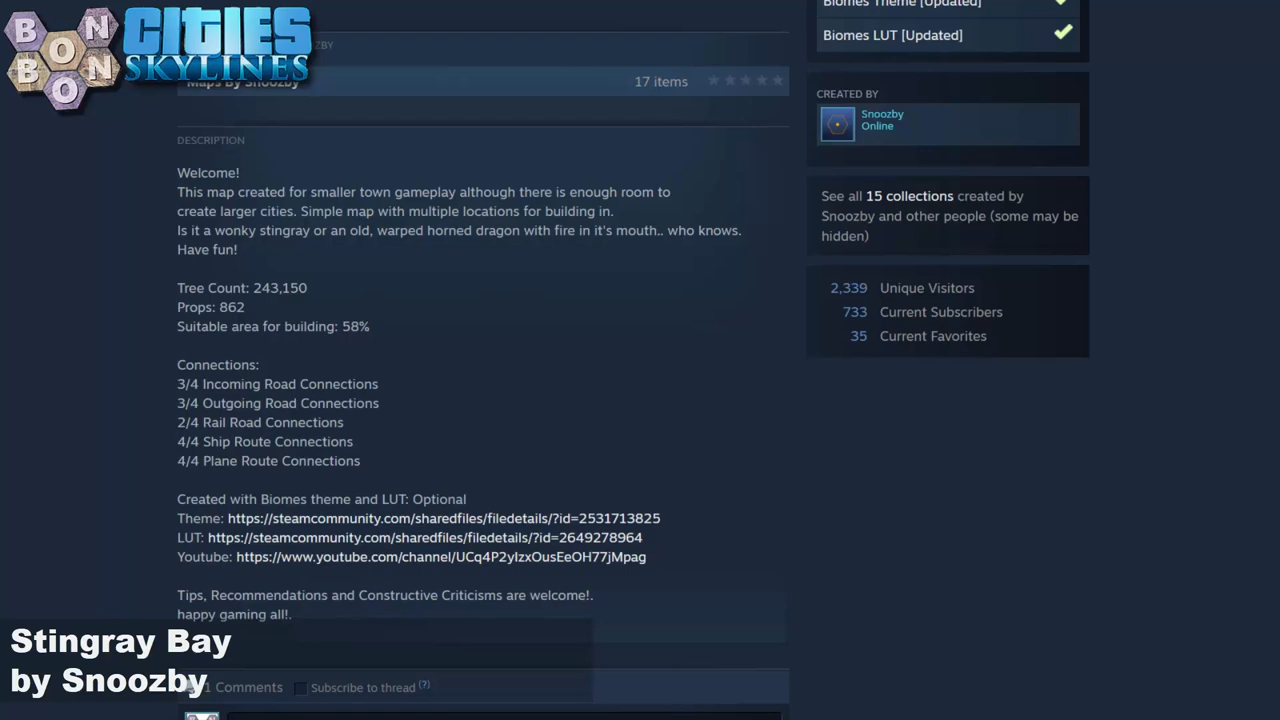 BON
BON
CITIES
SKYLINES
ZBY
Maps By Snoozby
17 items
DESCRIPTION
Welcome!
This map created for smaller town gameplay although there is enough room to
create larger cities. Simple map with multiple locations for building in.
Is it a wonky stingray or an old, warped horned dragon with fire in it's mouth.. who knows.
Have fun!
Tree Count: 243,150
Props: 862
Suitable area for building: 58%
Connections:
3/4 Incoming Road Connections
3/4 Outgoing Road Connections
2/4 Rail Road Connections
4/4 Ship Route Connections
4/4 Plane Route Connections
Created with Biomes theme and LUT: Optional
Theme: https://steamcommunity.com/sharedfiles/filedetails/?id=2531713825
LUT: https://steamcommunity.com/sharedfiles/filedetails/?id=2649278964
Youtube: https://www.youtube.com/channel/UCq4P2yIzxOusEeOH77jMpag
Tips, Recommendations and Constructive Criticisms are welcome!.
happy gaming all!.
Comments
Subscribe to thread (?)
Biomes Theme [Updated]
Biomes LUT [Updated]
CREATED BY
Snoozby
Online
See all 15 collections created by
Snoozby and other people (some may be
hidden)
2,339 Unique Visitors
733 Current Subscribers
35 Current Favorites
Stingray Bay
by Snoozby